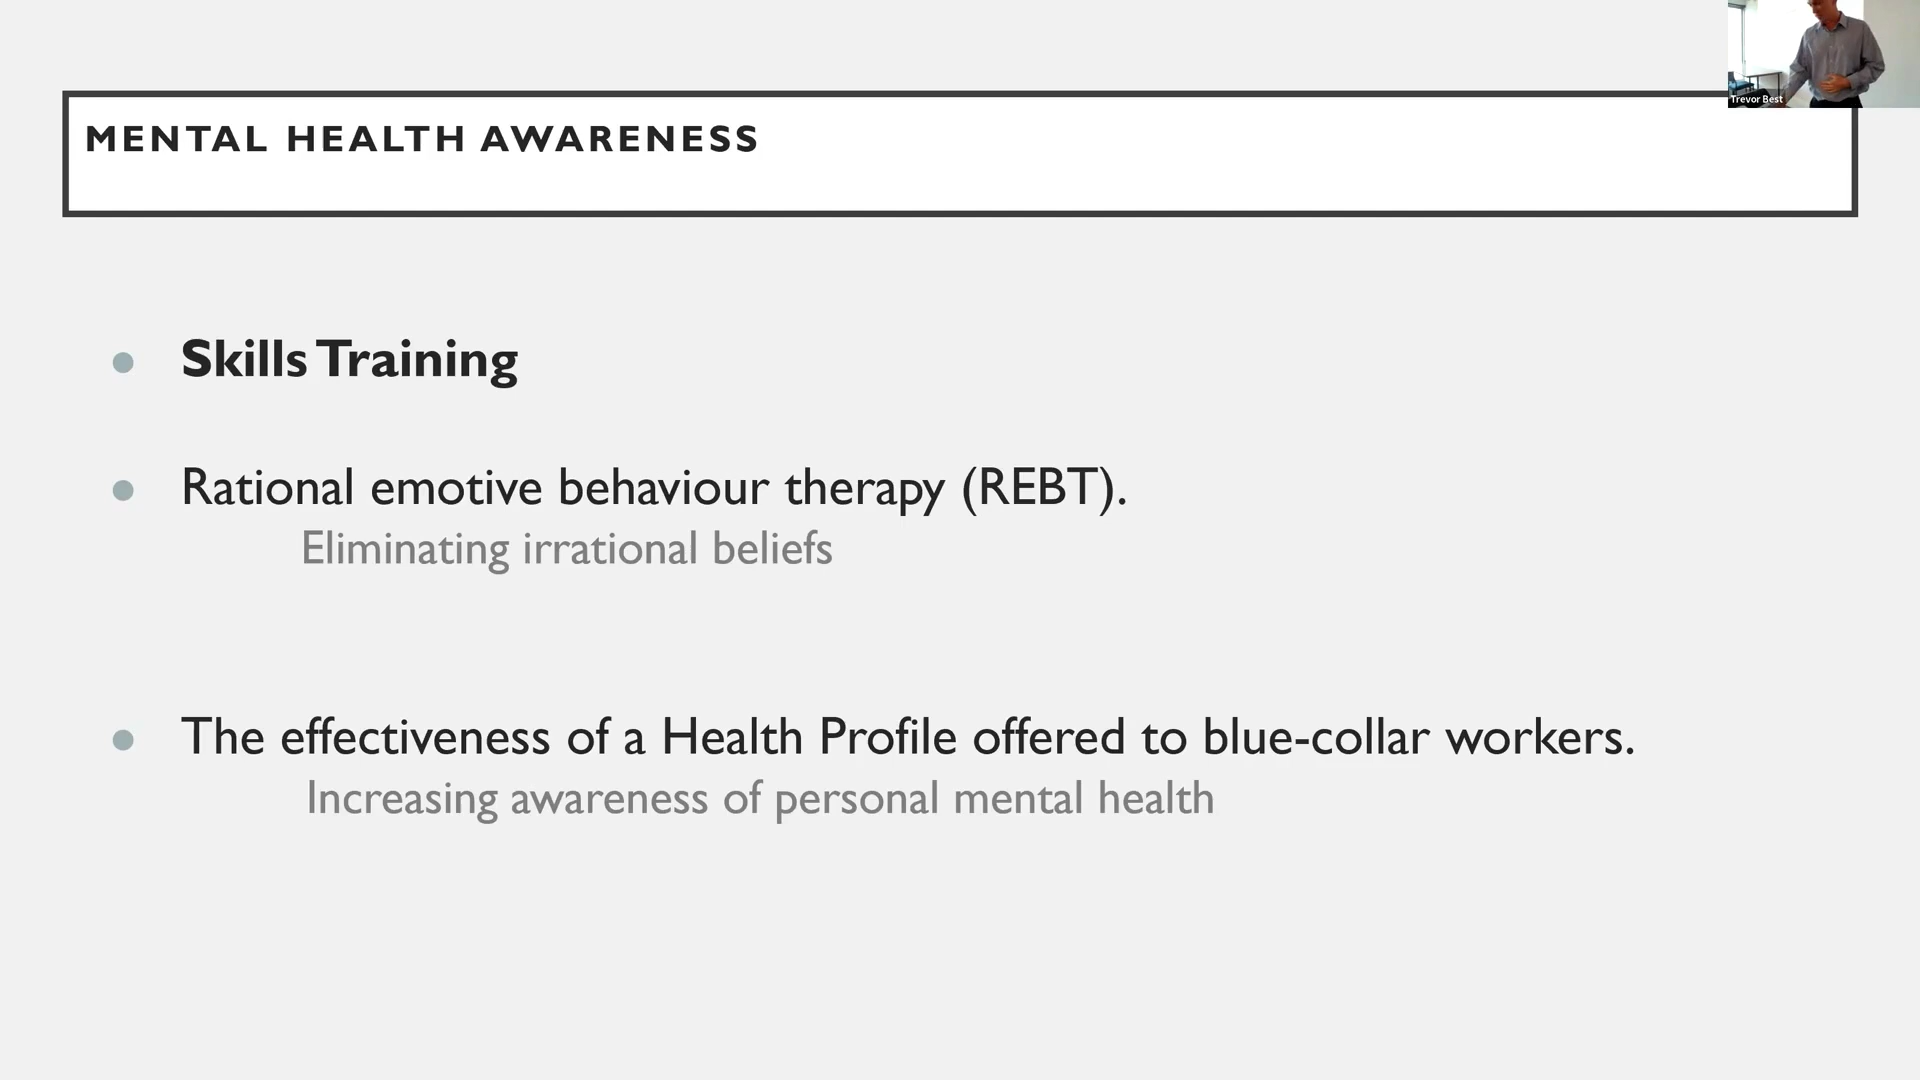 Trevor Best
MENTAL HEALTH AWARENESS
Skills Training
Rational emotive behaviour therapy (REBT).
Eliminating irrational beliefs
The effectiveness of a Health Profile offered to blue-collar workers.
Increasing awareness of personal mental health